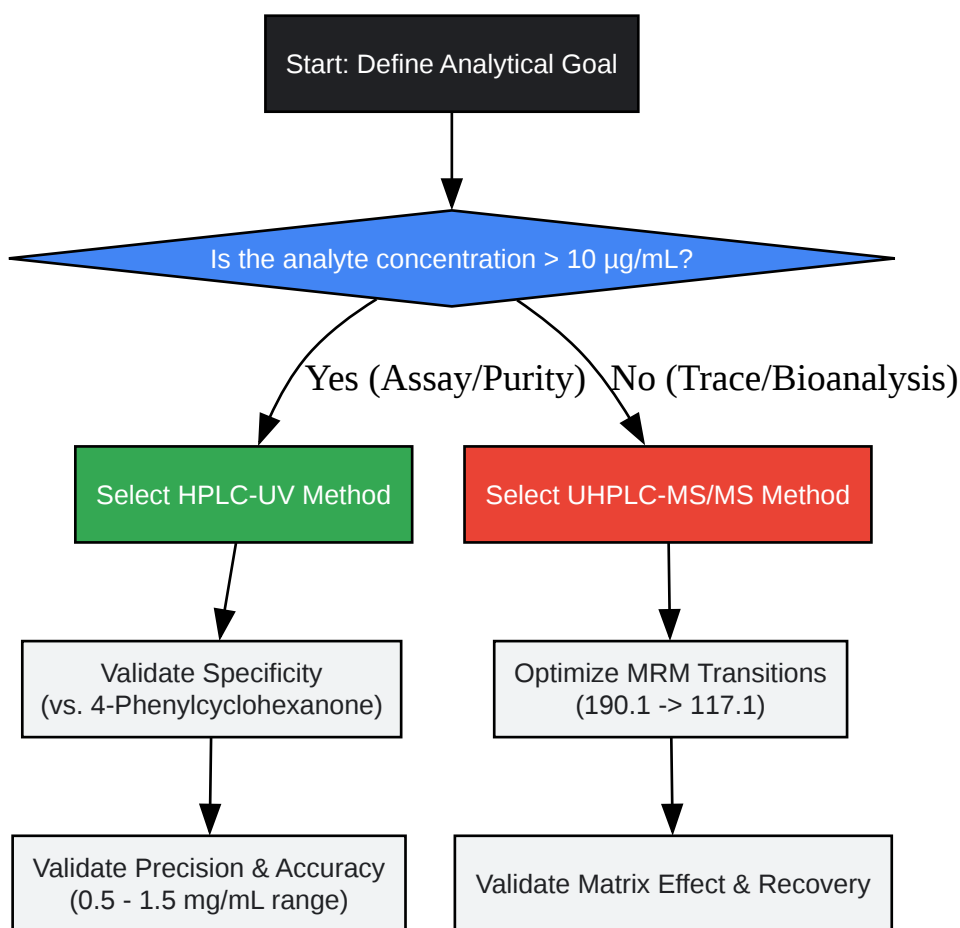 Start: Define Analytical Goal
Is the analyte concentration > 10 µg/mL?
Yes (Assay/Purity)
No (Trace/Bioanalysis)
Select HPLC-UV Method
Select UHPLC-MS/MS Method
Validate Specificity
(vs. 4-Phenylcyclohexanone)
Optimize MRM Transitions
(190.1 -> 117.1)
Validate Precision & Accuracy
(0.5 - 1.5 mg/mL range)
Validate Matrix Effect & Recovery